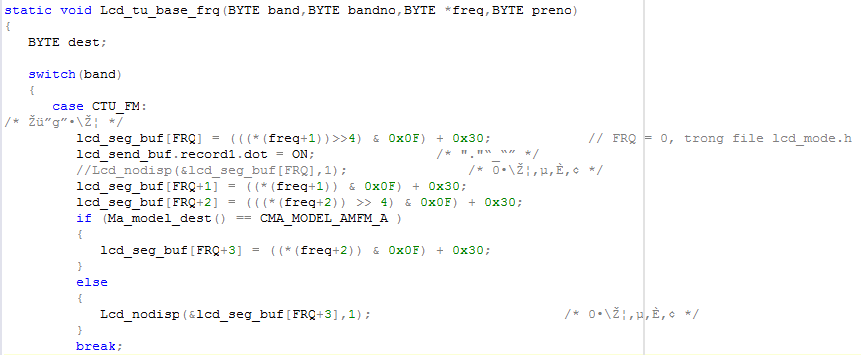 static void Lcd_tu_base_frq(BYTE band,BYTE bandno,BYTE *freq,BYTE preno)
{
BYTE dest;
switch(band)
{
case CTU_FM:
/* Žü”g”•\Ž¦ */
lcd_seg_buf[FRQ] = (((*(freq+1))>>4) & 0x0F) + 0x30; // FRQ = 0, trong file lcd_mode.h
lcd_send_buf.record1.dot = ON; /* "."“_“” */
//Lcd_nodisp(&lcd_seg_buf[FRQ],1); /* 0•\Ž¦‚µ‚È‚¢ */
lcd_seg_buf[FRQ+1] = ((*(freq+1)) & 0x0F) + 0x30;
lcd_seg_buf[FRQ+2] = (((*(freq+2)) >> 4) & 0x0F) + 0x30;
if (Ma_model_dest() == CMA_MODEL_AMFM_A )
{
lcd_seg_buf[FRQ+3] = ((*(freq+2)) & 0x0F) + 0x30;
}
else
{
Lcd_nodisp(&lcd_seg_buf[FRQ+3],1); /* 0•\Ž¦‚µ‚È‚¢ */
}
break;